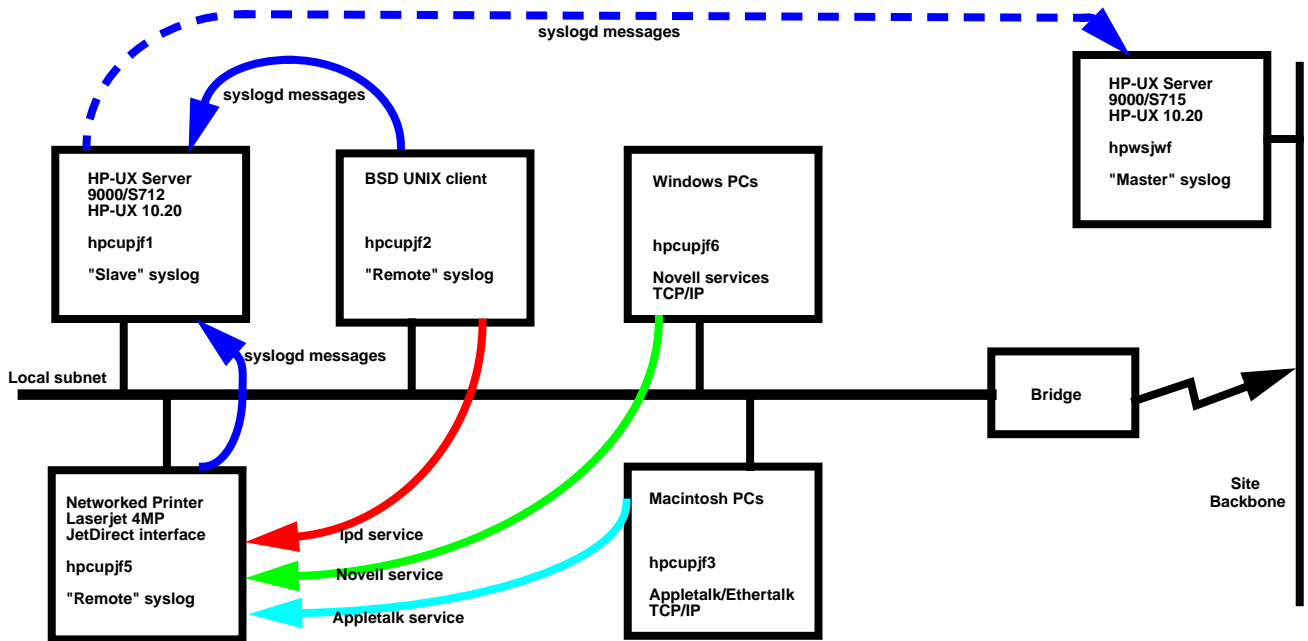 syslogd messages
syslogd messages
HP-UX Server
9000/S715
HP-UX 10.20
hpwsjwf
"Master" syslog
HP-UX Server
9000/S712
HP-UX 10.20
hpcupjf1
"Slave" syslog
BSD UNIX client
hpcupjf2
"Remote" syslog
Windows PCs
hpcupjf6
Novell services
TCP/IP
syslogd messages
Local subnet
Bridge
Networked Printer
Laserjet 4MP
JetDirect interface
hpcupjf5
"Remote" syslog
lpd service
Novell service
Appletalk service
Macintosh PCs
hpcupjf3
Appletalk/Ethertalk
TCP/IP
Site
Backbone